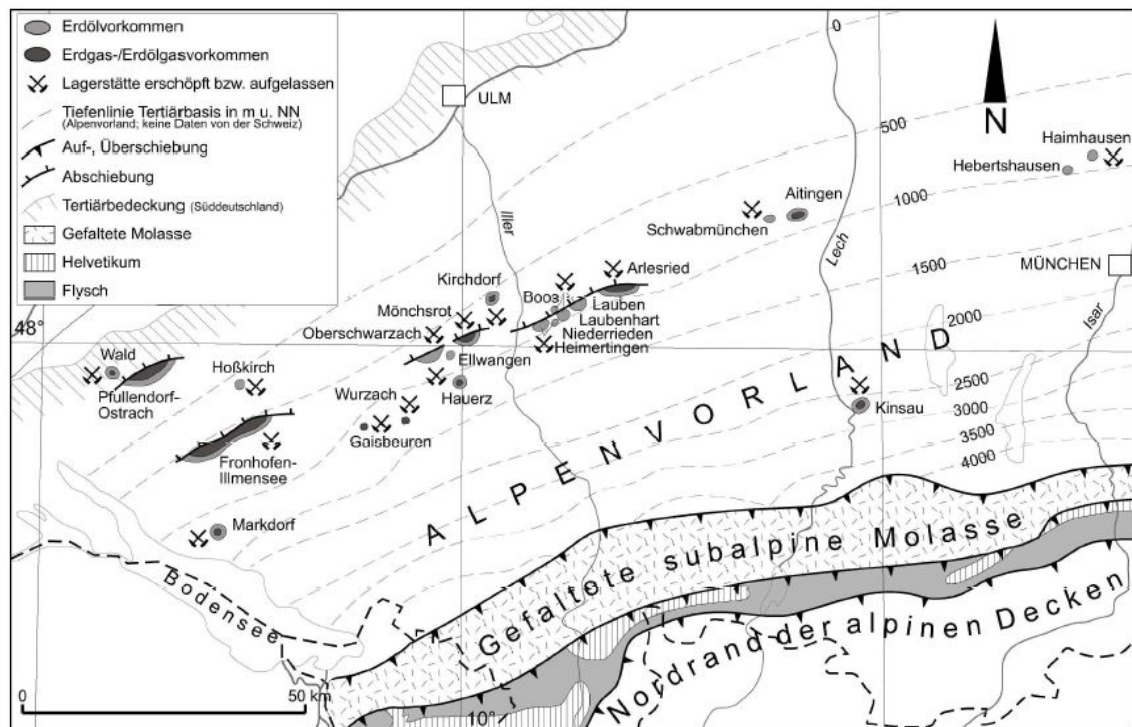 Erdölvorkommen
Erdgas-/Erdölgasvorkommen
Lagerstätte erschöpft bzw. aufgelassen
Tiefenlinie Tertiärbasis in m u. NN
(Alpenvorland; keine Daten von der Schweiz)
Auf-, Überschiebung
Abschiebung
Tertiärbedeckung (Süddeutschland)
Gefaltete Molasse
Helvetikum
Flysch
0
ULM
N
500
Haimhausen
Hebertshausen
Aitingen
1000
Schwabmünchen
Iller
Lech
1500
MÜNCHEN
Isar
Kirchdorf
Arlesried
Boos
Mönchsrot
Lauben
Laubenhart
Niederrieden
Heimertingen
Oberschwarzach
48°
2000
Wald
Hoßkirch
Ellwangen
Pfullendorf-
Ostrach
Wurzach
Hauerz
Gaisbeuren
2500
3000
3500
4000
Kinsau
Fronhofen-
Illmensee
ALPENVORLAND
Markdorf
Bodensee
Gefaltete subalpine Molasse
Nordrand der alpinen Decken
0
50 km
10°